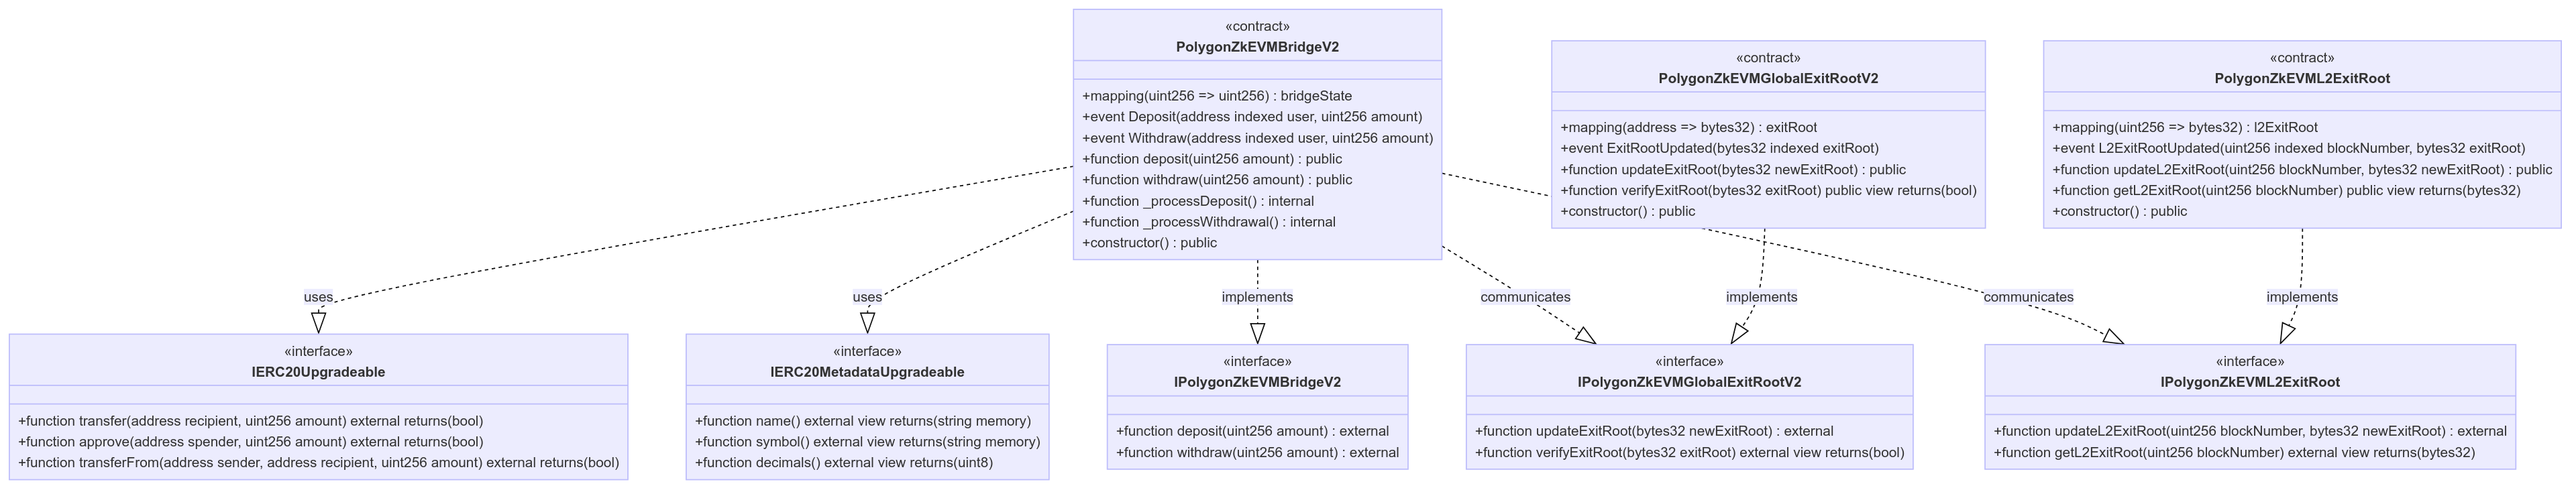 «contract»
PolygonZkEVMBridgeV2
+mapping(uint256 => uint256) : bridgeState
+event Deposit(address indexed user, uint256 amount)
+event Withdraw(address indexed user, uint256 amount)
+function deposit(uint256 amount) : public
+function withdraw(uint256 amount) : public
+function _processDeposit() : internal
+function _processWithdrawal() : internal
+constructor() : public
«contract»
PolygonZkEVMGlobalExitRootV2
+mapping(address => bytes32) : exitRoot
+event ExitRootUpdated(bytes32 indexed exitRoot)
+function updateExitRoot(bytes32 newExitRoot) : public
+function verifyExitRoot(bytes32 exitRoot) public view returns(bool)
+constructor() : public
«contract»
PolygonZkEVML2ExitRoot
+mapping(uint256 => bytes32) : l2ExitRoot
+event L2ExitRootUpdated(uint256 indexed blockNumber, bytes32 exitRoot)
+function updateL2ExitRoot(uint256 blockNumber, bytes32 newExitRoot) : public
+function getL2ExitRoot(uint256 blockNumber) public view returns(bytes32)
+constructor() : public
uses
uses
implements
communicates
implements
communicates
implements
«interface»
IERC20Upgradeable
+function transfer(address recipient, uint256 amount) external returns(bool)
+function approve(address spender, uint256 amount) external returns(bool)
+function transferFrom(address sender, address recipient, uint256 amount) external returns(bool)
«interface»
IERC20MetadataUpgradeable
+function name() external view returns(string memory)
+function symbol() external view returns(string memory)
+function decimals() external view returns(uint8)
«interface»
IPolygonZkEVMBridgeV2
+function deposit(uint256 amount) : external
+function withdraw(uint256 amount) : external
«interface»
IPolygonZkEVMGlobalExitRootV2
+function updateExitRoot(bytes32 newExitRoot) : external
+function verifyExitRoot(bytes32 exitRoot) external view returns(bool)
«interface»
IPolygonZkEVML2ExitRoot
+function updateL2ExitRoot(uint256 blockNumber, bytes32 newExitRoot) : external
+function getL2ExitRoot(uint256 blockNumber) external view returns(bytes32)